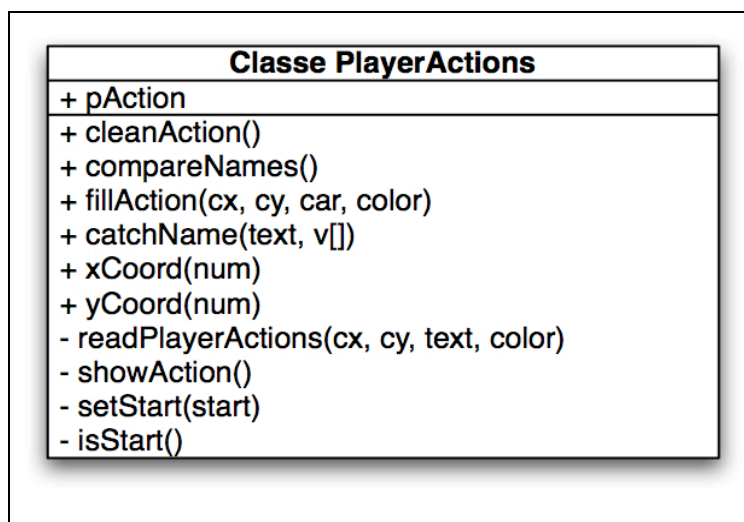 Classe PlayerActions
+ pAction
+ cleanAction()
+ compareNames()
+ fillAction(cx, cy, car, color)
+ catchName(text, v[])
+ xCoord(num)
+ yCoord(num)
- readPlayerActions(cx, cy, text, color)
- showAction()
- setStart(start)
- isStart()